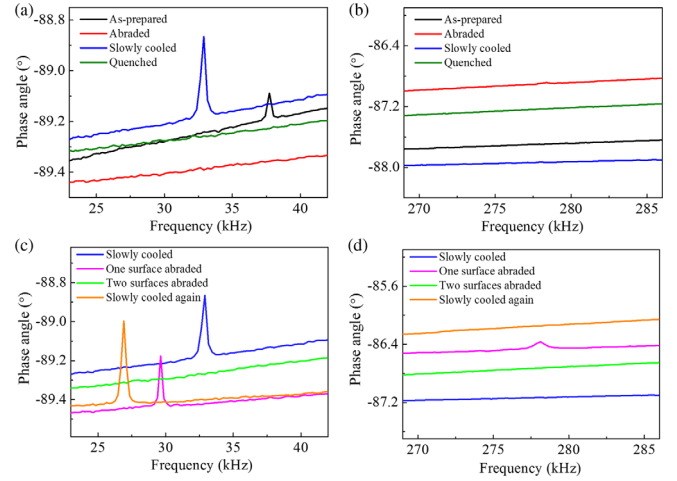 (a)
-88.8
-89.0
-89.2
-89.4
Phase angle (°)
As-prepared
Abraded
Slowly cooled
Quenched
25 30 35 40
Frequency (kHz)
(b)
-86.4
-87.2
-88.0
Phase angle (°)
As-prepared
Abraded
Slowly cooled
Quenched
270 275 280 285
Frequency (kHz)
(c)
-88.8
-89.0
-89.2
-89.4
Phase angle (°)
Slowly cooled
One surface abraded
Two surfaces abraded
Slowly cooled again
25 30 35 40
Frequency (kHz)
(d)
-85.6
-86.4
-87.2
Phase angle (°)
Slowly cooled
One surface abraded
Two surfaces abraded
Slowly cooled again
270 275 280 285
Frequency (kHz)